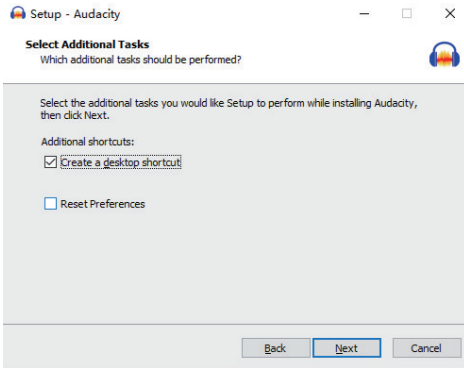 Setup - Audacity
Select Additional Tasks
Which additional tasks should be performed?
Select the additional tasks you would like Setup to perform while installing Audacity,
then click Next.
Additional shortcuts:
Create a desktop shortcut
Reset Preferences
Back Next Cancel